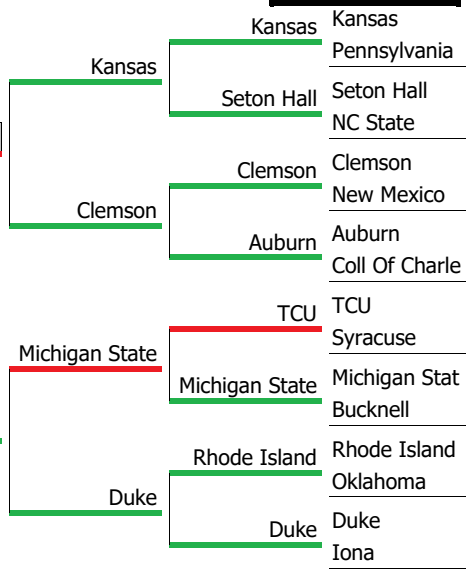 Kansas
Pennsylvania
Seton Hall
NC State
Clemson
New Mexico
Auburn
Coll Of Charle
TCU
Syracuse
Michigan Stat
Bucknell
Rhode Island
Oklahoma
Duke
Iona
Kansas
Seton Hall
Clemson
Auburn
TCU
Michigan State
Rhode Island
Duke
Kansas
Clemson
Michigan State
Duke